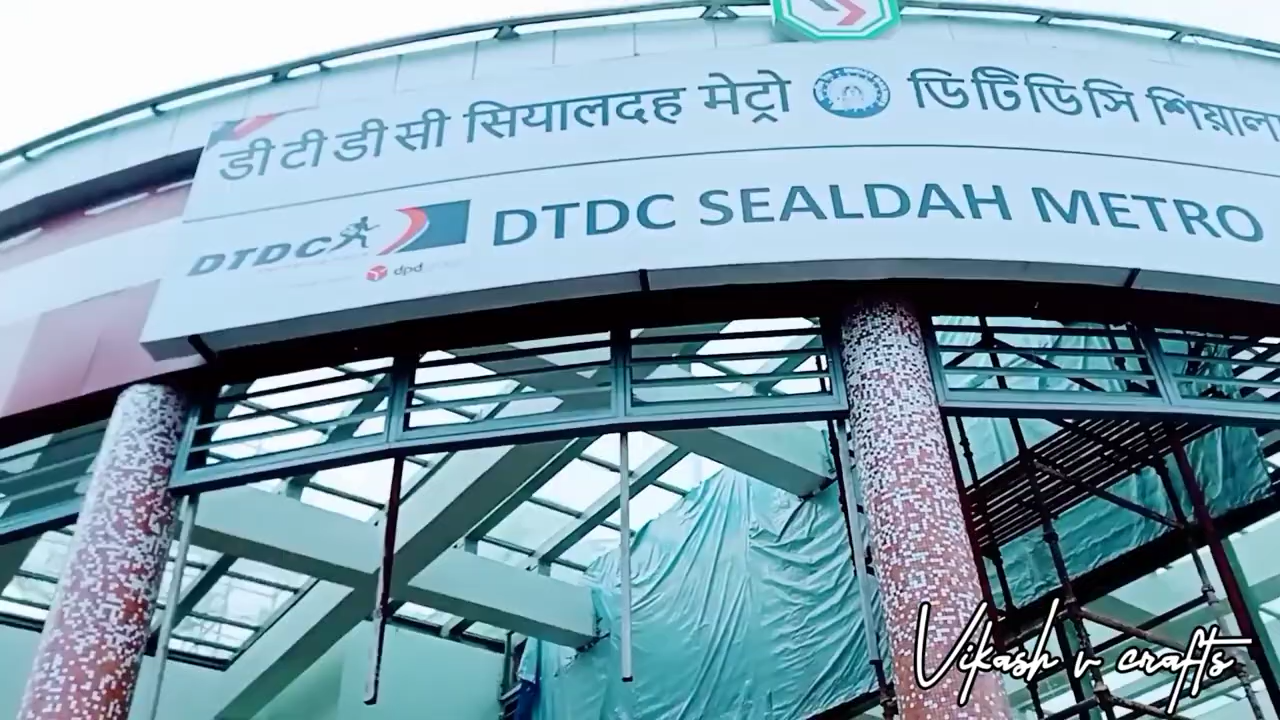 डीटीडीसी सियालदह मेट्रो ডিটিডিসি শিয়াল
DTDC dpd DTDC SEALDAH METRO
Vikash v crafts